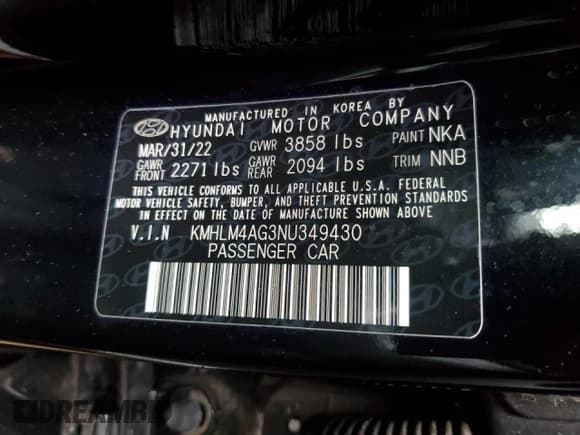 MANUFACTURED IN KOREA BY
HYUNDAI MOTOR COMPANY
MAR/31/22 GVWR 3858 lbs PAINT NKA
GAWR FRONT 2271 lbs GAWR REAR 2094 lbs TRIM NNB
THIS VEHICLE CONFORMS TO ALL APPLICABLE U.S.A. FEDERAL
MOTOR VEHICLE SAFETY, BUMPER, AND THEFT PREVENTION STANDARDS
IN EFFECT ON THE DATE OF MANUFACTURE SHOWN ABOVE
V.I.N KMHLM4AG3NU349430
PASSENGER CAR
DREAMBID